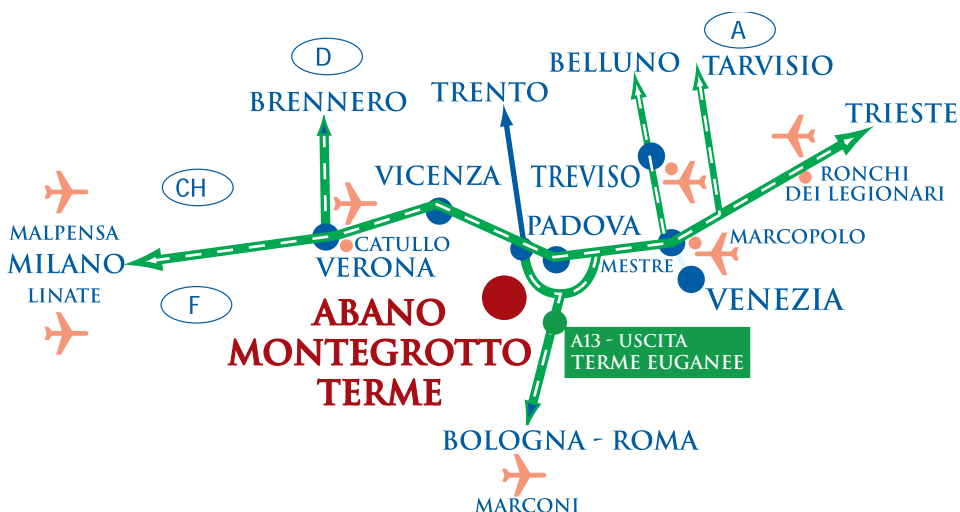 A
D
BELLUNO
TARVISIO
BRENNERO
TRENTO
TRIESTE
CH
VICENZA
TREVISO
RONCHI
DEI LEGIONARI
MALPENSA
MILANO
LINATE
CATULLO
VERONA
PADOVA
MARCOPOLO
MESTRE
VENEZIA
F
ABANO
MONTEGROTTO
TERME
A13 - USCITA
TERME EUGANEE
BOLOGNA - ROMA
MARCONI